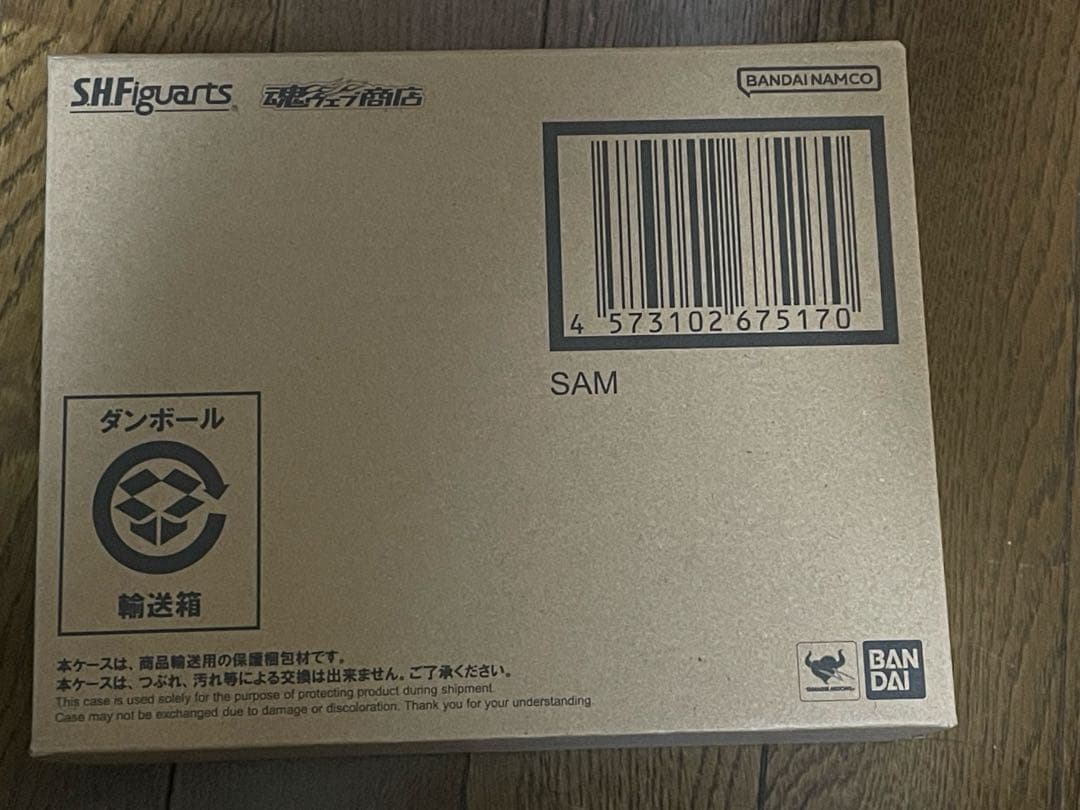 S.H.Figuarts 魂ウェブ商店
BANDAI NAMCO
4 573102 675170
SAM
ダンボール
輸送箱
本ケースは、商品輸送用の保護梱包材です。
本ケースは、つぶれ、汚れ等による交換は出来ません。ご了承ください。
This case is used solely for the purpose of protecting product during shipment.
Case may not be exchanged due to damage or discoloration. Thank you for your understanding.
BAN
DAI